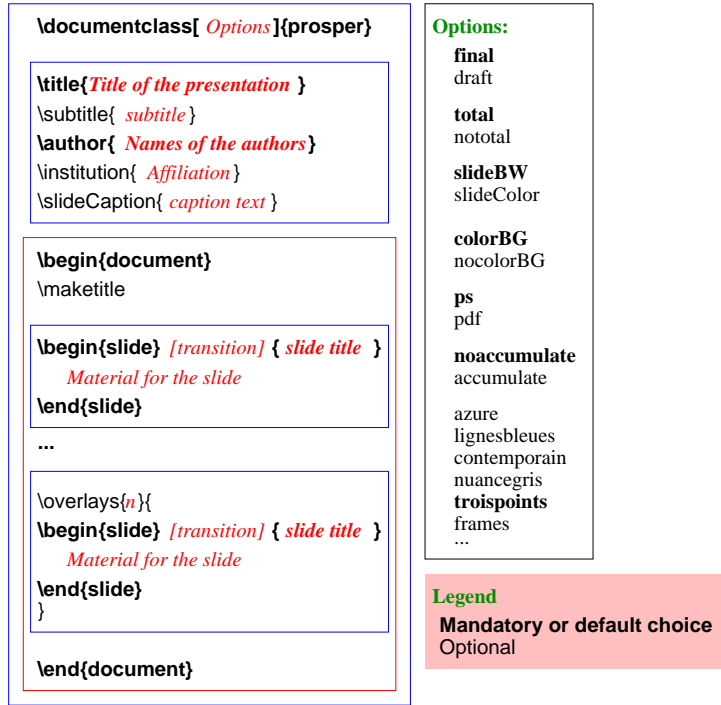 \documentclass[ Options ]{prosper}
\title{Title of the presentation }
\subtitle{ subtitle }
\author{ Names of the authors }
\institution{ Affiliation }
\slideCaption{ caption text }
\begin{document}
\maketitle
\begin{slide} [transition] { slide title }
Material for the slide
\end{slide}
...
\overlays{n}{
\begin{slide} [transition] { slide title }
Material for the slide
\end{slide}
}
\end{document}
Options:
final
draft
total
nototal
slideBW
slideColor
colorBG
nocolorBG
ps
pdf
noaccumulate
accumulate
azure
lignesbleues
contemporain
nuancegris
troispoints
frames
...
Legend
Mandatory or default choice
Optional